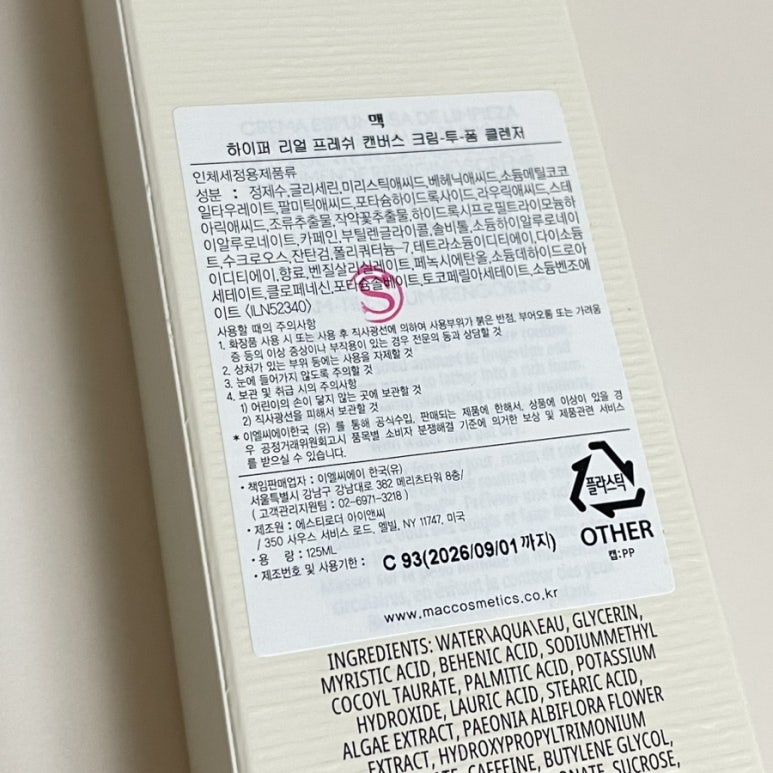 맥
하이퍼 리얼 프레쉬 캔버스 크림-투-폼 클렌저
인체세정용제품류
성분 : 정제수,글리세린,미리스틱애씨드,베헤닉애씨드,소듐메틸코코
일타우레이트,팔미틱애씨드,포타슘하이드록사이드,라우릭애씨드,스테
아릭애씨드,조류추출물,작약꽃추출물,하이드록시프로필트라이모늄하
이알루로네이트,카페인,부틸렌글라이콜,솔비톨,소듐하이알루로네이
트,수크로오스,잔탄검,폴리쿼터늄-7,테트라소듐이디티에이,다이소듐
이디티에이,향료,벤질살리실레이트,페녹시에탄올,소듐데하이드로아
세테이트,클로페네신,포타슘솔베이트,토코페릴아세테이트,소듐벤조에
이트 <ILN52340>
사용할 때의 주의사항
1. 화장품 사용 시 또는 사용 후 직사광선에 의하여 사용부위가 붉은 반점, 부어오름 또는 가려움
증 등의 이상 증상이나 부작용이 있는 경우 전문의 등과 상담할 것
2. 상처가 있는 부위 등에는 사용을 자제할 것
3. 눈에 들어가지 않도록 주의할 것
4. 보관 및 취급 시의 주의사항
1) 어린이의 손이 닿지 않는 곳에 보관할 것
2) 직사광선을 피해서 보관할 것
* 이엘씨에이한국 (유) 를 통해 공식수입, 판매되는 제품에 한해서, 상품에 이상이 있을 경
우 공정거래위원회고시 품목별 소비자 분쟁해결 기준에 의거한 보상 및 제품관련 서비스
를 받으실 수 있습니다.
· 책임판매업자 : 이엘씨에이 한국(유)
서울특별시 강남구 강남대로 382 메리츠타워 8층/
( 고객관리지원팀 : 02-6971-3218 )
· 제조원 : 에스티로더 아이앤씨
/ 350 사우스 서비스 로드, 멜빌, NY 11747, 미국
· 용 량 : 125ML
· 제조번호 및 사용기한 : C 93(2026/09/01 까지)
플라스틱
OTHER
캡:PP
www.maccosmetics.co.kr
INGREDIENTS: WATER\AQUA\EAU, GLYCERIN,
MYRISTIC ACID, BEHENIC ACID, SODIUM METHYL
COCOYL TAURATE, PALMITIC ACID, POTASSIUM
HYDROXIDE, LAURIC ACID, STEARIC ACID,
ALGAE EXTRACT, PAEONIA ALBIFLORA FLOWER
EXTRACT, HYDROXYPROPYLTRIMONIUM
CAFFEINE, BUTYLENE GLYCOL,
SUCROSE,